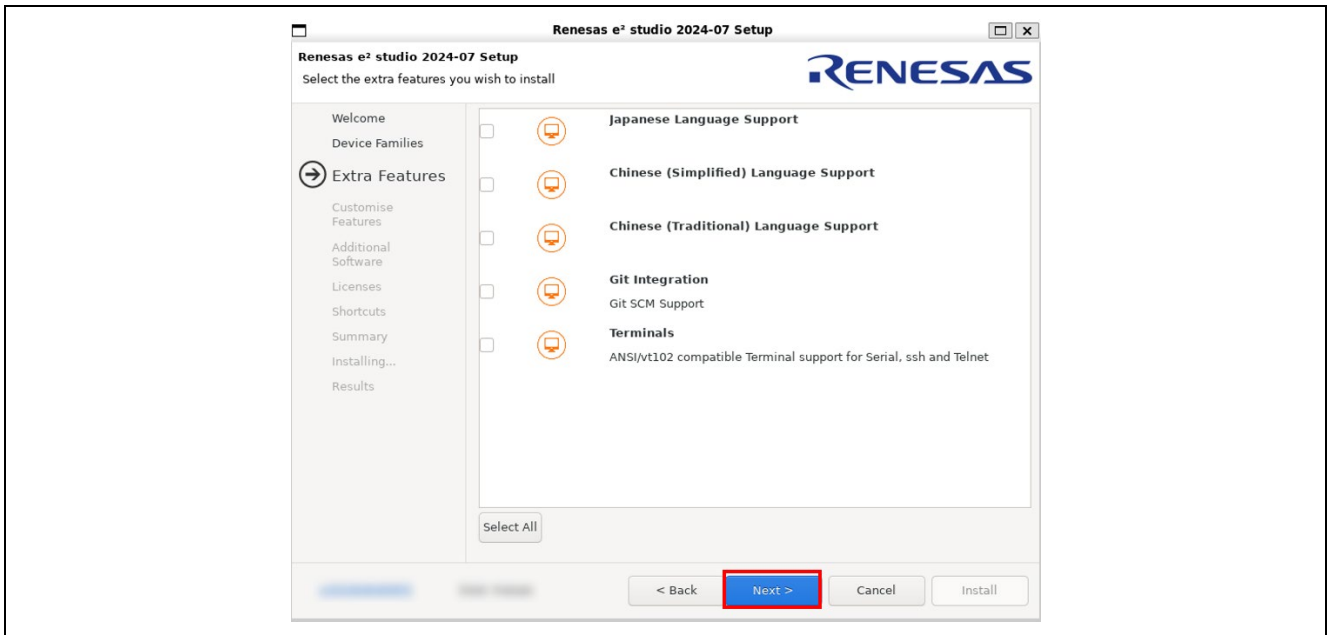 Renesas e² studio 2024-07 Setup
Renesas e² studio 2024-07 Setup
Select the extra features you wish to install
RENESAS
Welcome
Device Families
Extra Features
Customise
Features
Additional
Software
Licenses
Shortcuts
Summary
Installing...
Results
Japanese Language Support
Chinese (Simplified) Language Support
Chinese (Traditional) Language Support
Git Integration
Git SCM Support
Terminals
ANSI/vt102 compatible Terminal support for Serial, ssh and Telnet
Select All
< Back
Next >
Cancel
Install